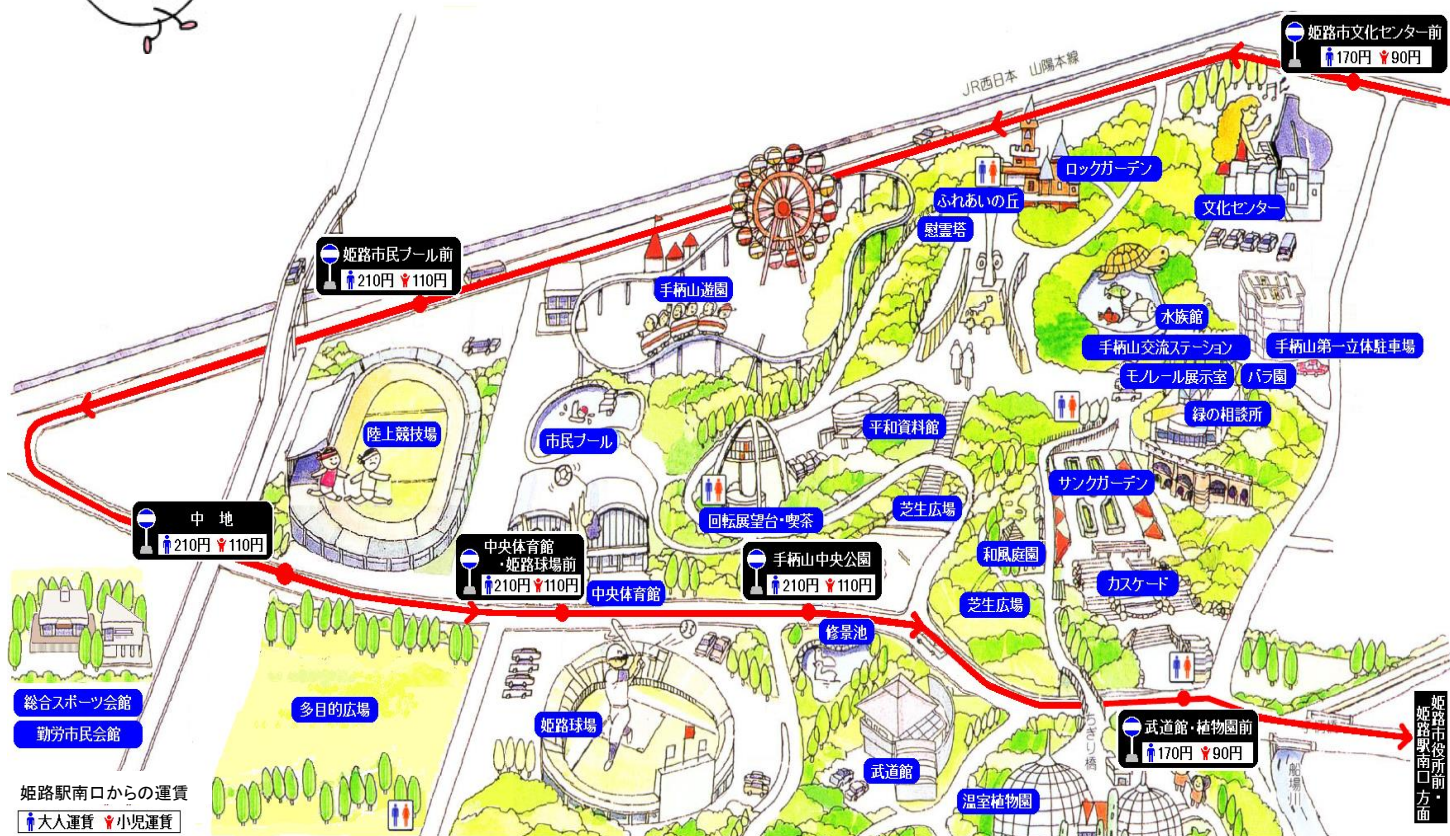 姫路市文化センター前
170円 90円
JR西日本 山陽本線
ロックガーデン
ふれあいの丘
慰霊塔
文化センター
姫路市民プール前
210円 110円
手柄山遊園
水族館
手柄山交流ステーション
手柄山第一立体駐車場
モノレール展示室
バラ園
緑の相談所
陸上競技場
市民プール
平和資料館
サンクガーデン
回転展望台・喫茶
芝生広場
中 地
210円 110円
中央体育館
・姫路球場前
210円 110円
中央体育館
手柄山中央公園
210円 110円
和風庭園
カスケード
芝生広場
修景池
総合スポーツ会館
勤労市民会館
多目的広場
姫路球場
武道館
ちぎり橋
温室植物園
武道館・植物園前
170円 90円
手柄橋
船場川
姫路市役所前・
姫路駅南口 方面
姫路駅南口からの運賃
大人運賃 小児運賃